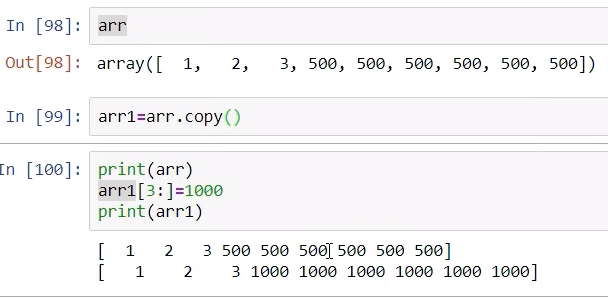 In [98]: arr
Out[98]: array([  1,   2,   3, 500, 500, 500, 500, 500, 500])
In [99]: arr1=arr.copy()
In [100]: print(arr)
arr1[3:]=1000
print(arr1)
[  1   2   3 500 500 500 500 500 500]
[   1    2    3 1000 1000 1000 1000 1000 1000]